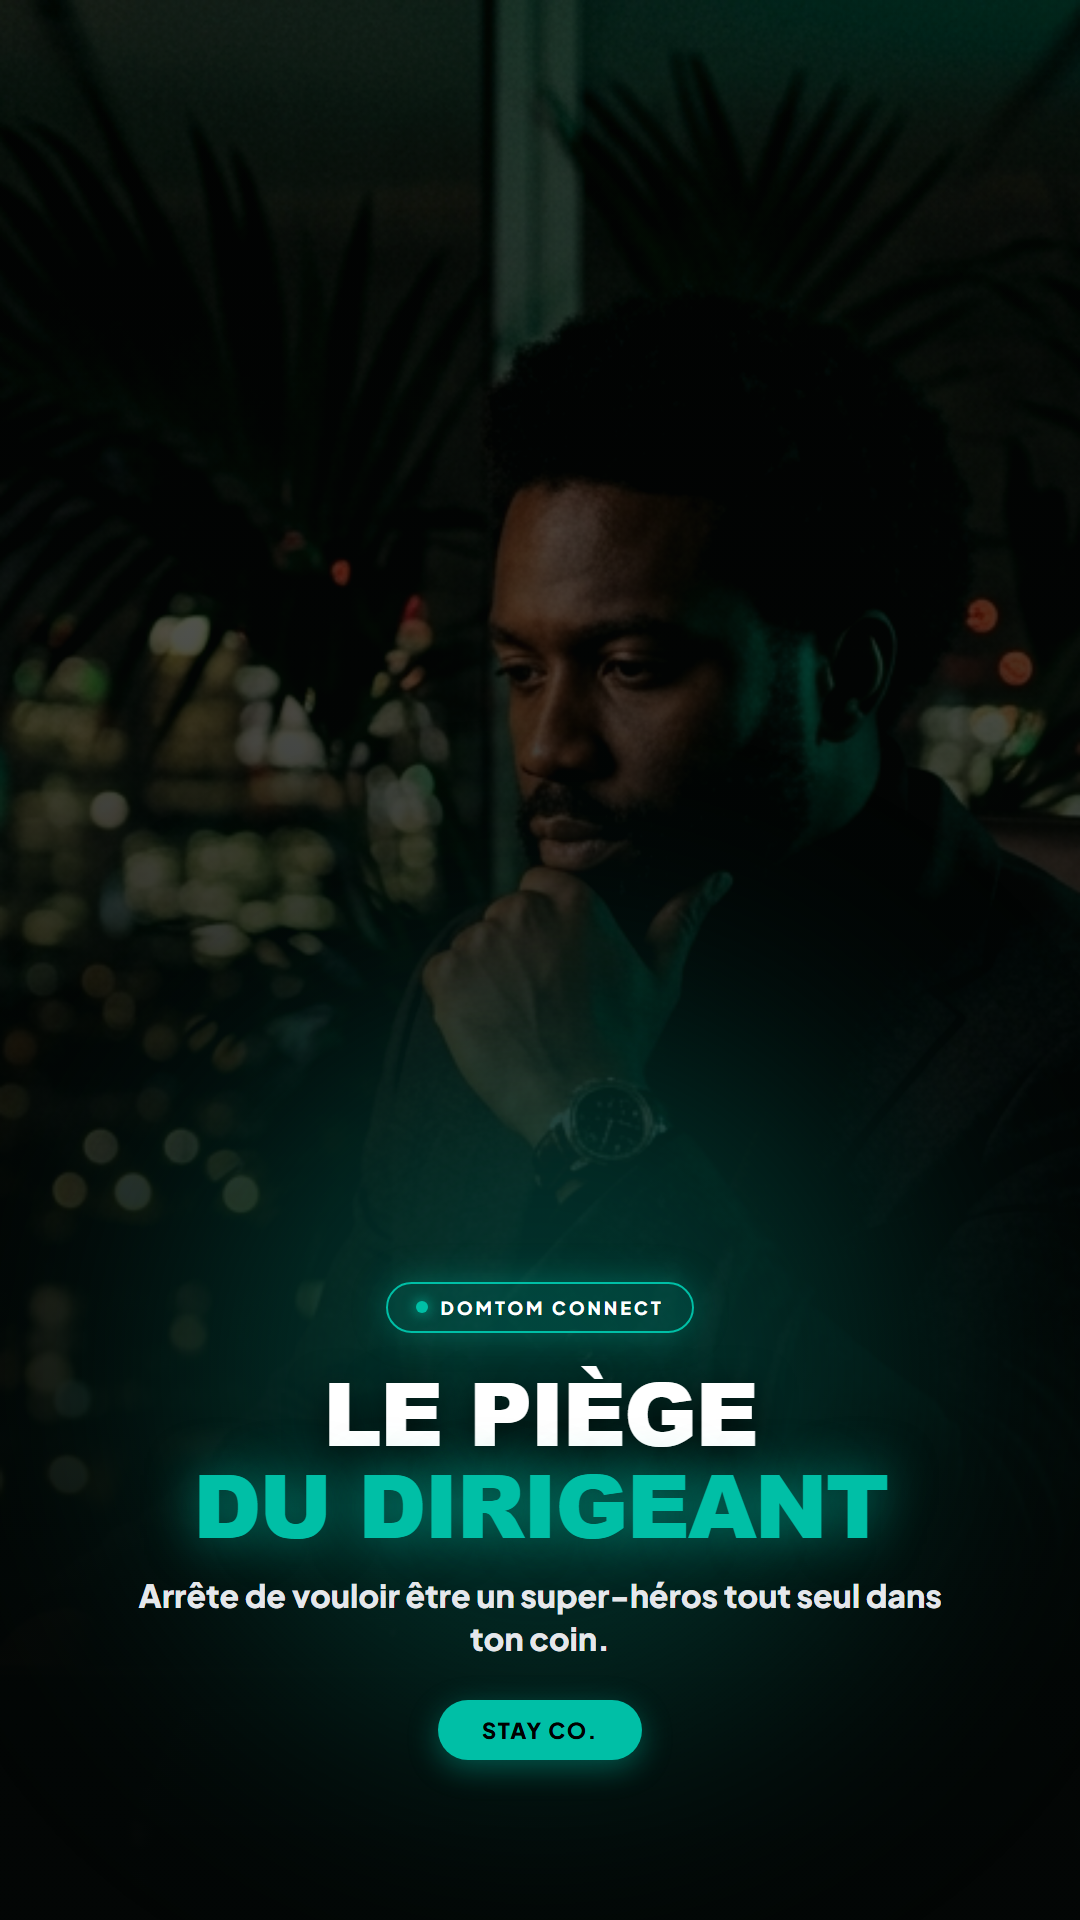 DOMTOM CONNECT
LE PIÈGE
DU DIRIGEANT
Arrête de vouloir être un super-héros tout seul dans
ton coin.
STAY CO.